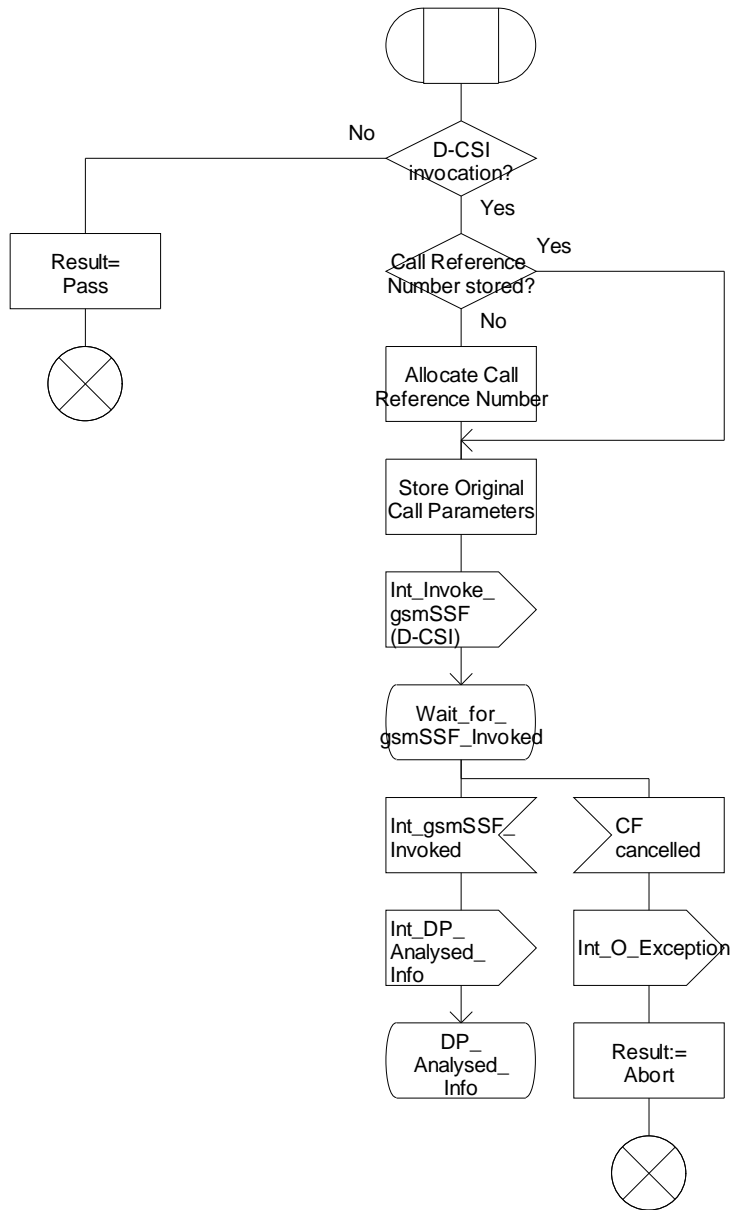 No
D-CSI
invocation?
Yes
Result=
Pass
Call Reference
Number stored?
Yes
No
Allocate Call
Reference Number
Store Original
Call Parameters
Int_Invoke_
gsmSSF
(D-CSI)
Wait_for_
gsmSSF_Invoked
Int_gsmSSF_
Invoked
CF
cancelled
Int_DP_
Analysed_
Info
Int_O_Exception
DP_
Analysed_
Info
Result:=
Abort